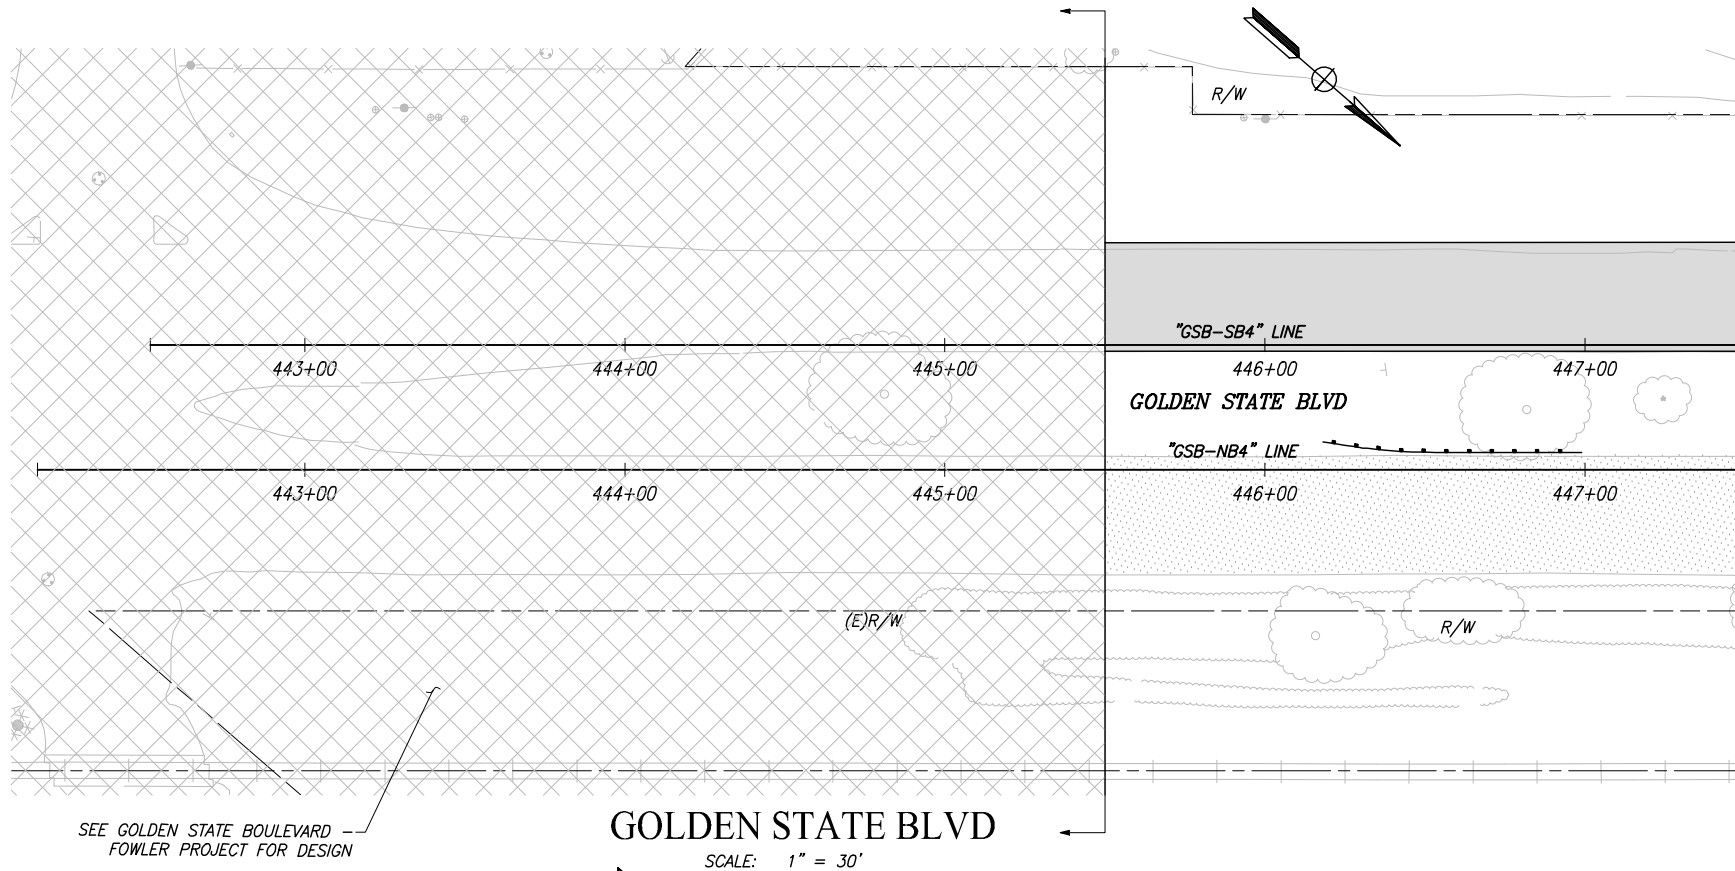 R/W
"GSB-SB4" LINE
443+00 444+00 445+00 446+00 447+00
GOLDEN STATE BLVD
"GSB-NB4" LINE
443+00 444+00 445+00 446+00 447+00
(E)R/W
R/W
SEE GOLDEN STATE BOULEVARD
FOWLER PROJECT FOR DESIGN
GOLDEN STATE BLVD
SCALE: 1" = 30'